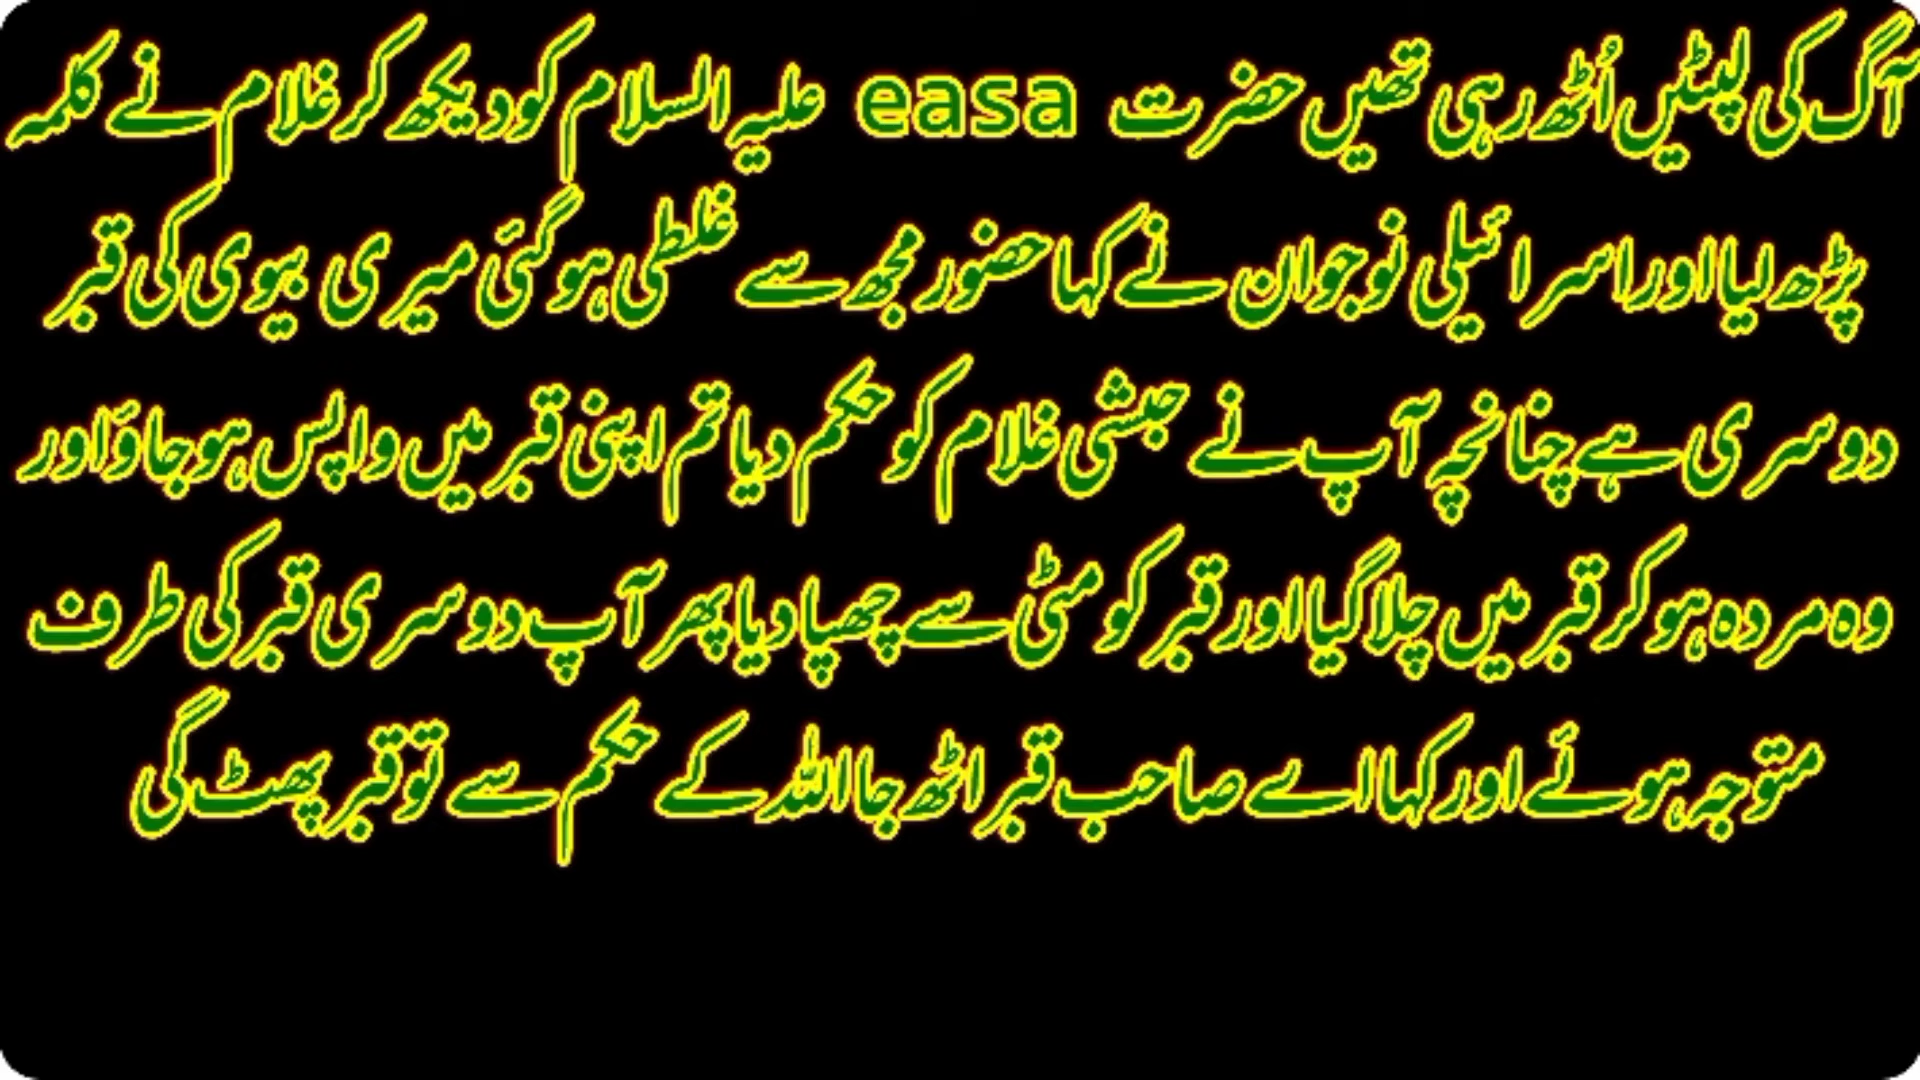 آگ کی لپٹیں اُٹھ رہی تھیں حضرت easa علیہ السلام کو دیکھ کر غلام نے کلمہ
پڑھ لیا اور اسرائیلی نوجوان نے کہا حضور مجھ سے غلطی ہوگئی میری بیوی کی قبر
دوسری ہے چنانچہ آپ نے حبشی غلام کو حکم دیا تم اپنی قبر میں واپس ہو جاؤ اور
وہ مردہ ہو کر قبر میں چلا گیا اور قبر کو مٹی سے چھپا دیا پھر آپ دوسری قبر کی طرف
متوجہ ہوئے اور کہا اے صاحب قبر اٹھ جا اللہ کے حکم سے تو قبر پھٹ گی